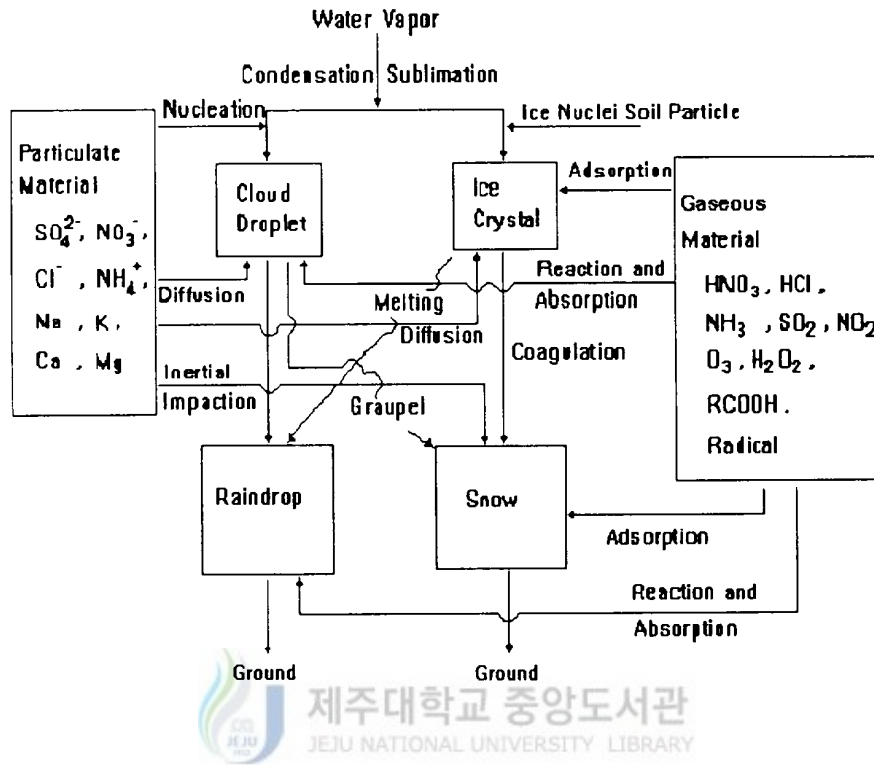 Water Vapor
Condensation Sublimation
Nucleation
Ice Nuclei Soil Particle
Particulate
Material
SO₄²⁻, NO₃⁻,
Cl⁻, NH₄⁺,
Na, K,
Ca, Mg
Cloud
Droplet
Ice
Crystal
Adsorption
Gaseous
Material
HNO₃, HCl,
NH₃, SO₂, NO₂
O₃, H₂O₂,
RCOOH.
Radical
Diffusion
Melting
Diffusion
Reaction and
Absorption
Coagulation
Inertial
Impaction
Graupel
Raindrop
Snow
Adsorption
Reaction and
Absorption
Ground
Ground
제주대학교 중앙도서관
JEJU NATIONAL UNIVERSITY LIBRARY
JEJU
1952